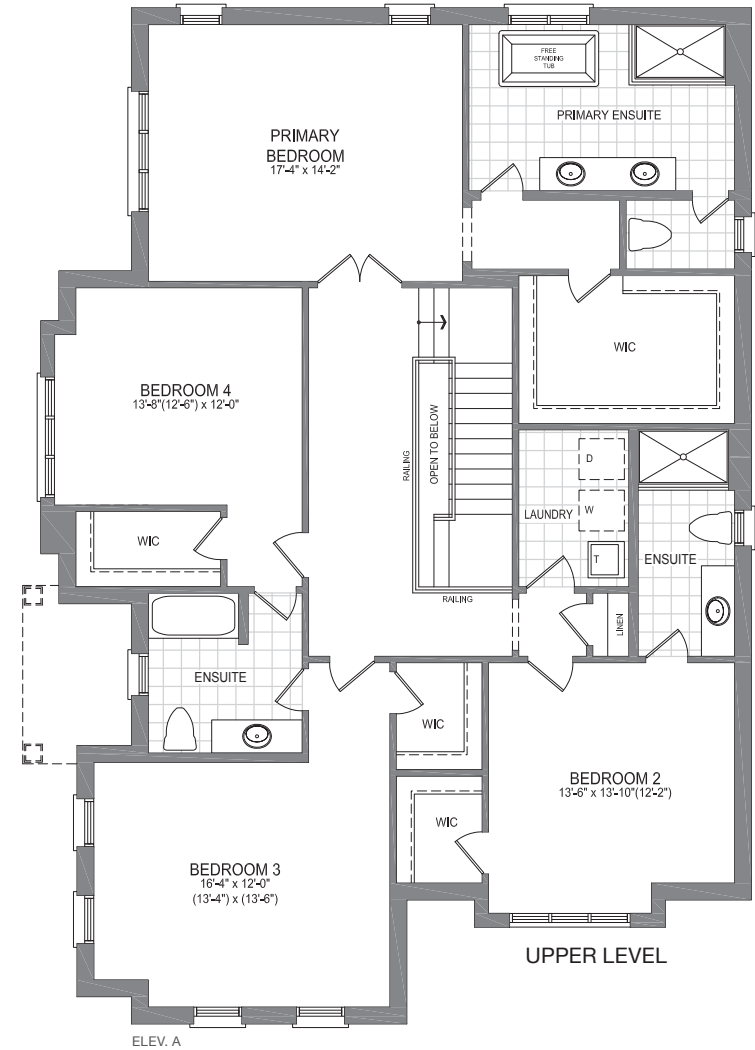 FREE
STANDING
TUB
PRIMARY ENSUITE
PRIMARY
BEDROOM
17'-4" x 14'-2"
WIC
BEDROOM 4
13'-8"(12'-6") x 12'-0"
RAILING
OPEN TO BELOW
D
W
LAUNDRY
T
ENSUITE
WIC
RAILING
LINEN
ENSUITE
WIC
BEDROOM 2
13'-6" x 13'-10"(12'-2")
WIC
BEDROOM 3
16'-4" x 12'-0"
(13'-4") x (13'-6")
UPPER LEVEL
ELEV. A